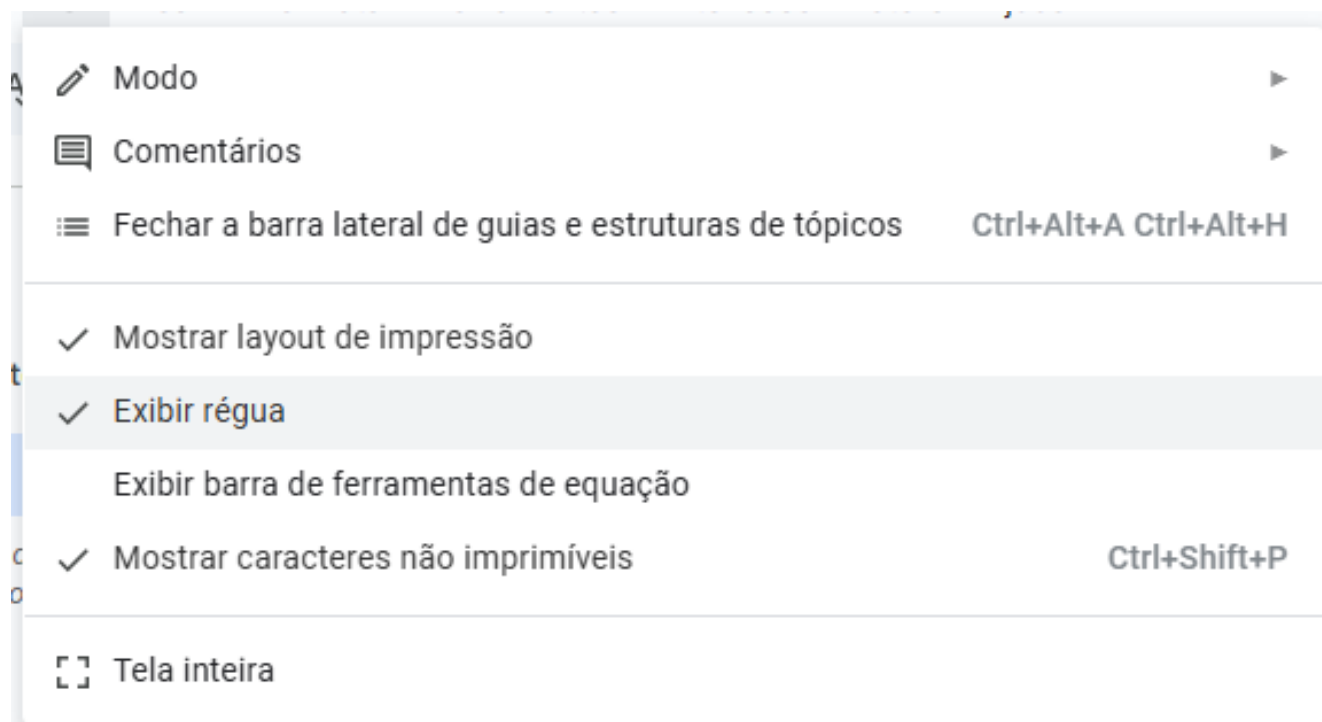 Modo
Comentários
Fechar a barra lateral de guias e estruturas de tópicos Ctrl+Alt+A Ctrl+Alt+H
Mostrar layout de impressão
Exibir régua
Exibir barra de ferramentas de equação
Mostrar caracteres não imprimíveis Ctrl+Shift+P
Tela inteira